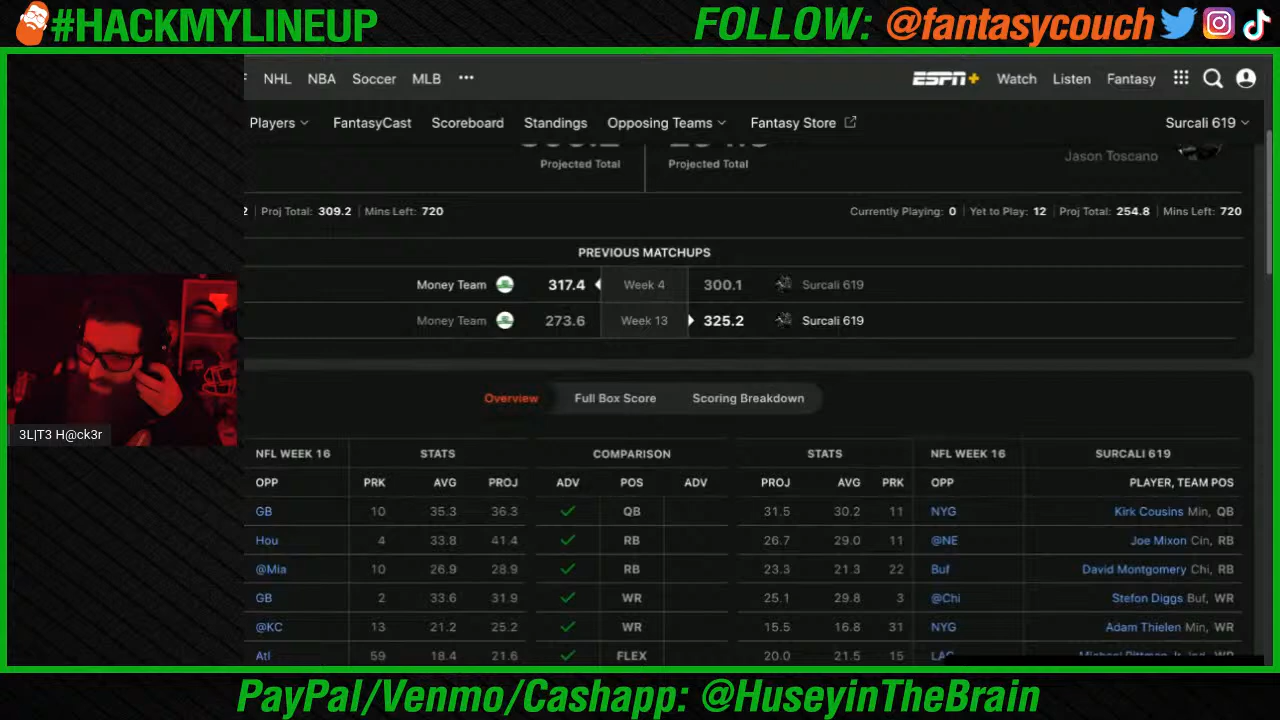 #HACKMYLINEUP FOLLOW: @fantasycouch
NHL NBA Soccer MLB ••• ESPN+ Watch Listen Fantasy
Players FantasyCast Scoreboard Standings Opposing Teams Fantasy Store Surcali 619
Projected Total Projected Total Jason Toscano
2 Proj Total: 309.2 Mins Left: 720 Currently Playing: 0 Yet to Play: 12 Proj Total: 254.8 Mins Left: 720
PREVIOUS MATCHUPS
Money Team 317.4 Week 4 300.1 Surcali 619
Money Team 273.6 Week 13 325.2 Surcali 619
Overview Full Box Score Scoring Breakdown
3L|T3 H@ck3r
NFL WEEK 16 STATS COMPARISON STATS NFL WEEK 16 SURCALI 619
OPP PRK AVG PROJ ADV POS ADV PROJ AVG PRK OPP PLAYER, TEAM POS
GB 10 35.3 36.3 QB 31.5 30.2 11 NYG Kirk Cousins Min, QB
Hou 4 33.8 41.4 RB 26.7 29.0 11 @NE Joe Mixon Cin, RB
@Mia 10 26.9 28.9 RB 23.3 21.3 22 Buf David Montgomery Chi, RB
GB 2 33.6 31.9 WR 25.1 29.8 3 @Chi Stefon Diggs Buf, WR
@KC 13 21.2 25.2 WR 15.5 16.8 31 NYG Adam Thielen Min, WR
Atl 59 18.4 21.6 FLEX 20.0 21.5 15 LAC Michael Pittman Jr. Ind, WR
PayPal/Venmo/Cashapp: @HuseyinTheBrain